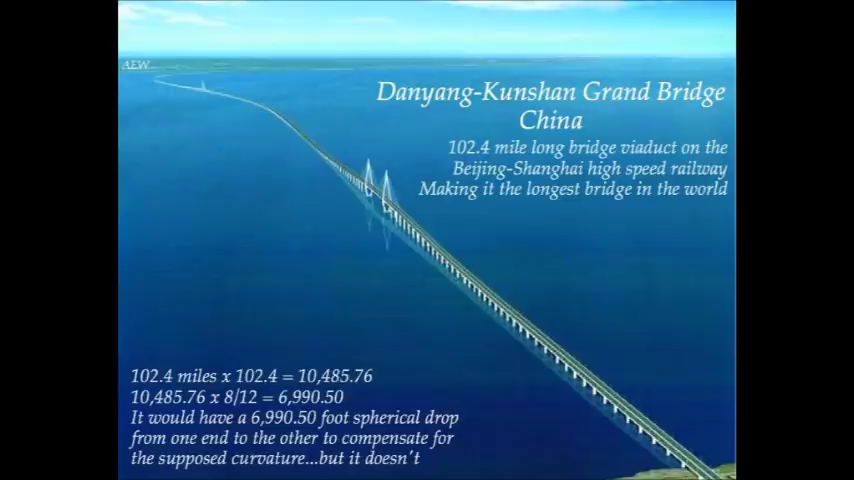 AEW
Danyang-Kunshan Grand Bridge
China
102.4 mile long bridge viaduct on the
Beijing-Shanghai high speed railway
Making it the longest bridge in the world
102.4 miles x 102.4 = 10,485.76
10,485.76 x 8/12 = 6,990.50
It would have a 6,990.50 foot spherical drop
from one end to the other to compensate for
the supposed curvature...but it doesn't